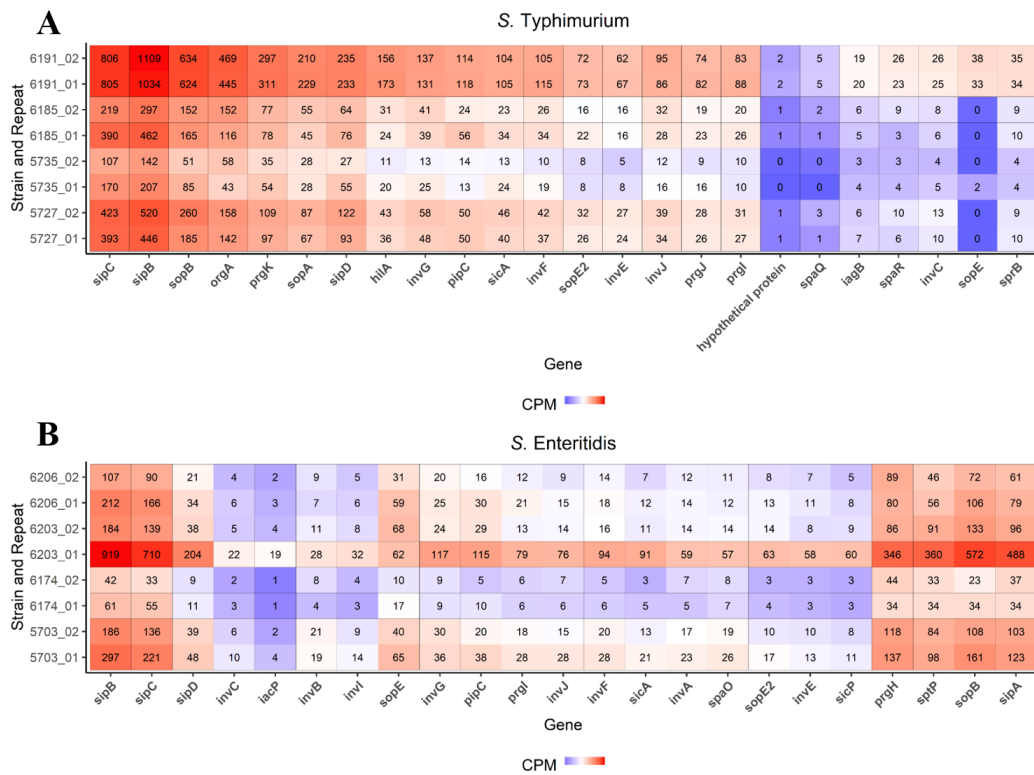 A
S. Typhimurium
Strain and Repeat
6191_02 806 1109 634 469 297 210 235 156 137 114 104 105 72 62 95 74 83 2 5 19 26 26 38 35
6191_01 805 1034 624 445 311 229 233 173 131 118 105 115 73 67 86 82 88 2 5 20 23 25 33 34
6185_02 219 297 152 152 77 55 64 31 41 24 23 26 16 16 32 19 20 1 2 6 9 8 0 9
6185_01 390 462 165 116 78 45 76 24 39 56 34 34 22 16 28 23 26 1 1 5 3 6 0 10
5735_02 107 142 51 58 35 28 27 11 13 14 13 10 8 5 12 9 10 0 0 3 3 4 0 4
5735_01 170 207 85 43 54 28 55 20 25 13 24 19 8 8 16 16 10 0 0 4 4 5 2 4
5727_02 423 520 260 158 109 87 122 43 58 50 46 42 32 27 39 28 31 1 3 6 10 13 0 9
5727_01 393 446 185 142 97 67 93 36 48 50 40 37 26 24 34 26 27 1 1 7 6 10 0 10
sipC sipB sopB orgA prgK sopA sipD hilA invG pipC sicA invF sopE2 invE invJ prgJ prgI hypothetical protein spaQ iagB spaR invC sopE sprB
Gene
CPM
B
S. Enteritidis
Strain and Repeat
6206_02 107 90 21 4 2 9 5 31 20 16 12 9 14 7 12 11 8 7 5 89 46 72 61
6206_01 212 166 34 6 3 7 6 59 25 30 21 15 18 12 14 12 13 11 8 80 56 106 79
6203_02 184 139 38 5 4 11 8 68 24 29 13 14 16 11 14 14 14 8 9 86 91 133 96
6203_01 919 710 204 22 19 28 32 62 117 115 79 76 94 91 59 57 63 58 60 346 360 572 488
6174_02 42 33 9 2 1 8 4 10 9 5 6 5 6 3 7 8 3 3 3 44 33 23 37
6174_01 61 55 11 3 1 4 3 17 9 10 6 6 6 5 5 7 4 3 3 34 34 34 34
5703_02 186 136 39 6 2 21 9 40 30 20 18 15 20 13 17 19 10 10 8 118 84 108 103
5703_01 297 221 48 10 4 19 14 65 36 38 28 28 28 21 23 26 17 13 11 137 98 161 123
sipB sipC sipD invC iacP invB invI sopE invG pipC prgI invJ invF sicA invA spaO sopE2 invE sicP prgH sptP sopB sipA
Gene
CPM